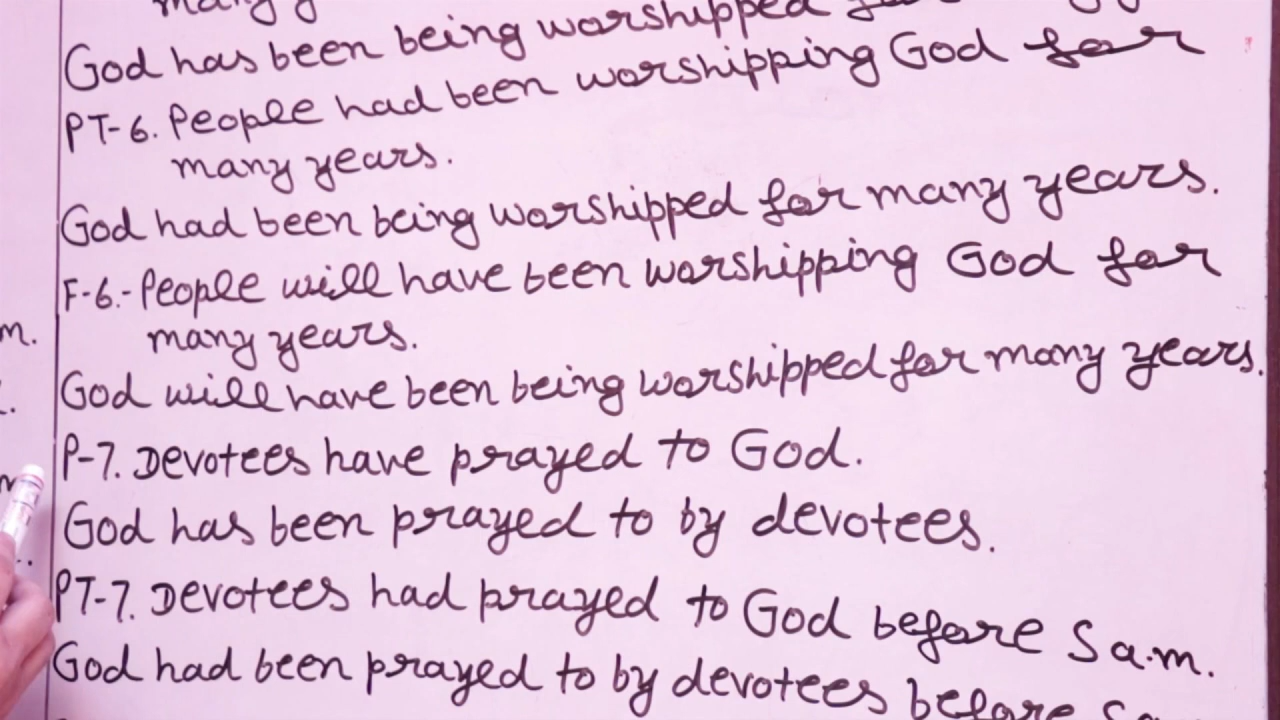 many
God has been being worshipped for
PT-6. People had been worshipping God for
many years.
God had been being worshipped for many years.
F-6.- People will have been worshipping God for
many years.
m.
God will have been being worshipped for many years.
P-7. Devotees have prayed to God.
God has been prayed to by devotees.
PT-7. Devotees had prayed to God before 5 a.m.
God had been prayed to by devotees before 5